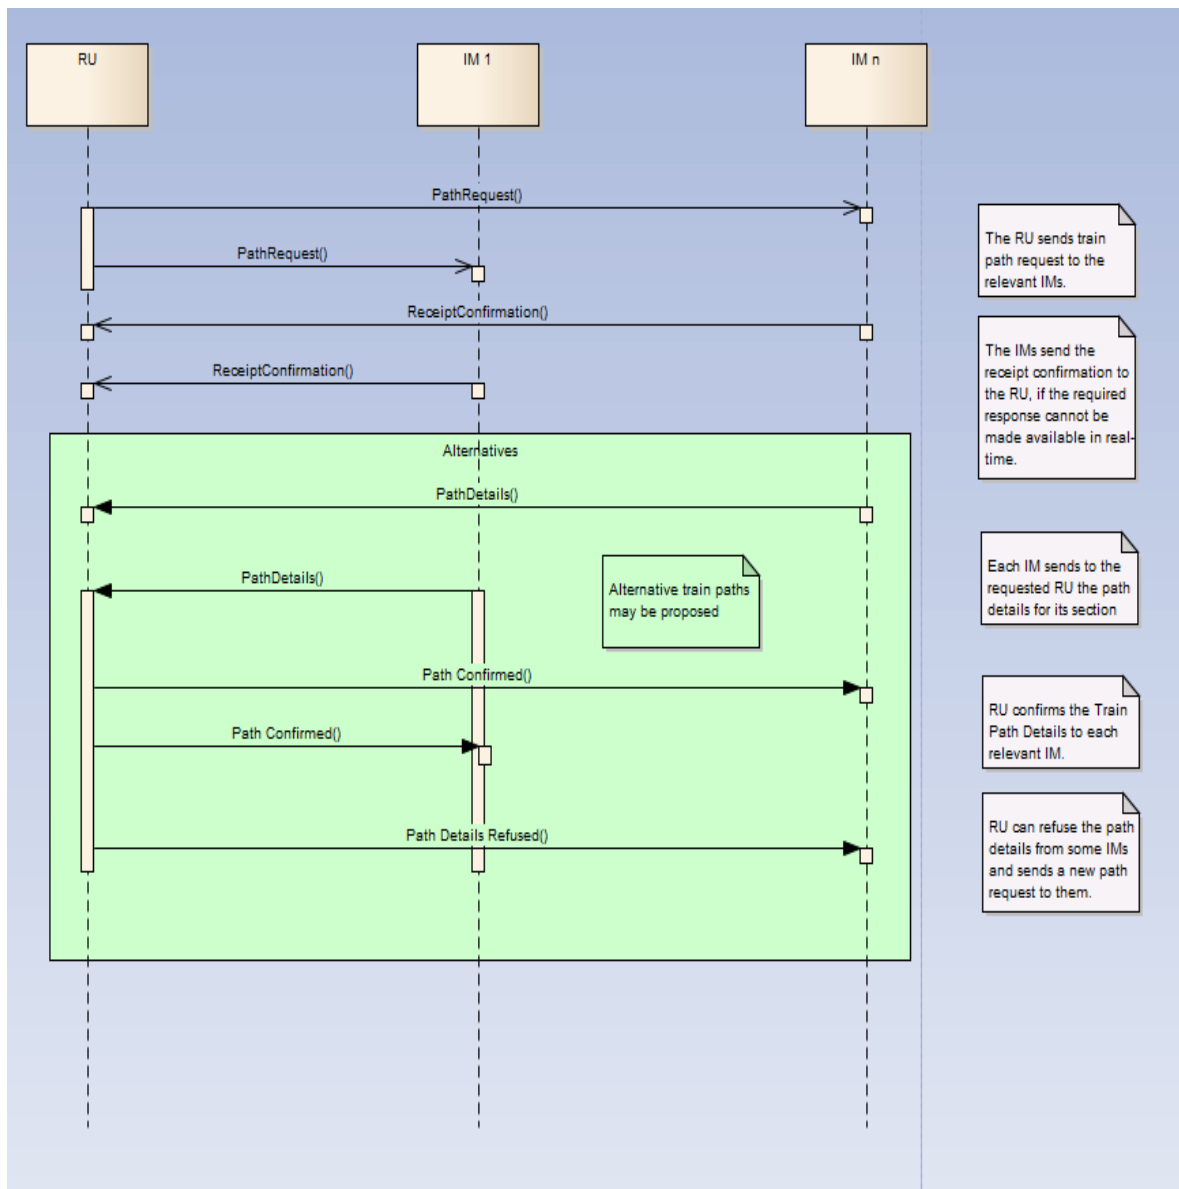 RU
IM 1
IM n
PathRequest()
PathRequest()
ReceiptConfirmation()
ReceiptConfirmation()
Alternatives
PathDetails()
PathDetails()
Alternative train paths
may be proposed
Path Confirmed()
Path Confirmed()
Path Details Refused()
The RU sends train
path request to the
relevant IMs.
The IMs send the
receipt confirmation to
the RU, if the required
response cannot be
made available in real-
time.
Each IM sends to the
requested RU the path
details for its section
RU confirms the Train
Path Details to each
relevant IM.
RU can refuse the path
details from some IMs
and sends a new path
request to them.